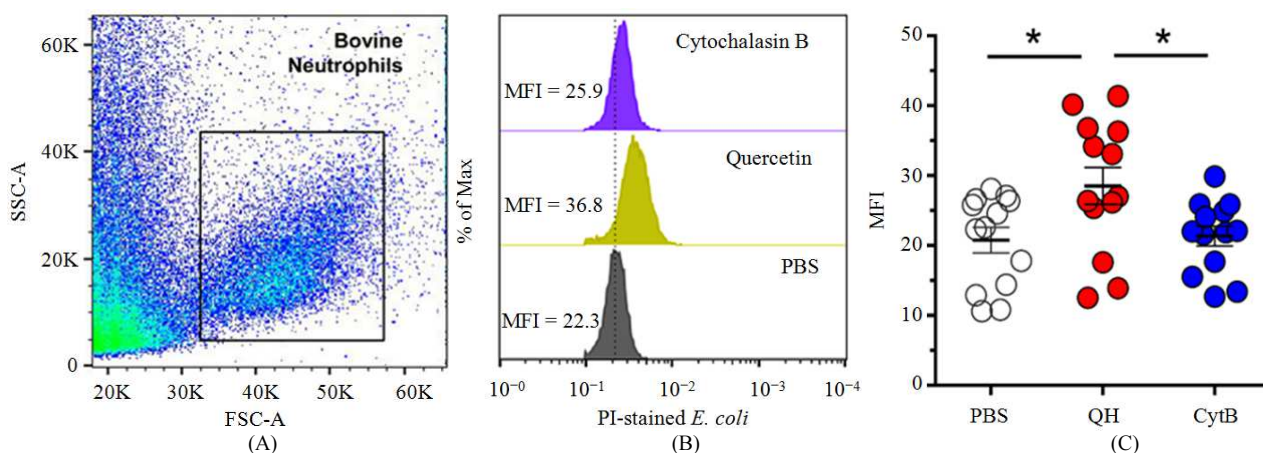 Bovine
Neutrophils
60K
40K
20K
0
SSC-A
20K
30K
40K
50K
60K
FSC-A
(A)
Cytochalasin B
MFI = 25.9
Quercetin
MFI = 36.8
PBS
MFI = 22.3
% of Max
10⁻⁰
10⁻¹
10⁻²
10⁻³
10⁻⁴
PI-stained E. coli
(B)
50
40
30
20
10
0
MFI
*
*
PBS
QH
CytB
(C)